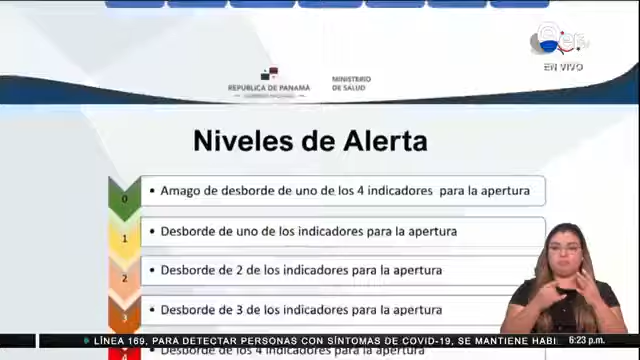 EN VIVO
REPÚBLICA DE PANAMÁ
MINISTERIO
DE SALUD
Niveles de Alerta
0
• Amago de desborde de uno de los 4 indicadores para la apertura
1
• Desborde de uno de los indicadores para la apertura
2
• Desborde de 2 de los indicadores para la apertura
3
• Desborde de 3 de los indicadores para la apertura
4
• Desborde de los 4 indicadores para la apertura
• LÍNEA 169, PARA DETECTAR PERSONAS CON SÍNTOMAS DE COVID-19, SE MANTIENE HABI
6:23 p.m.